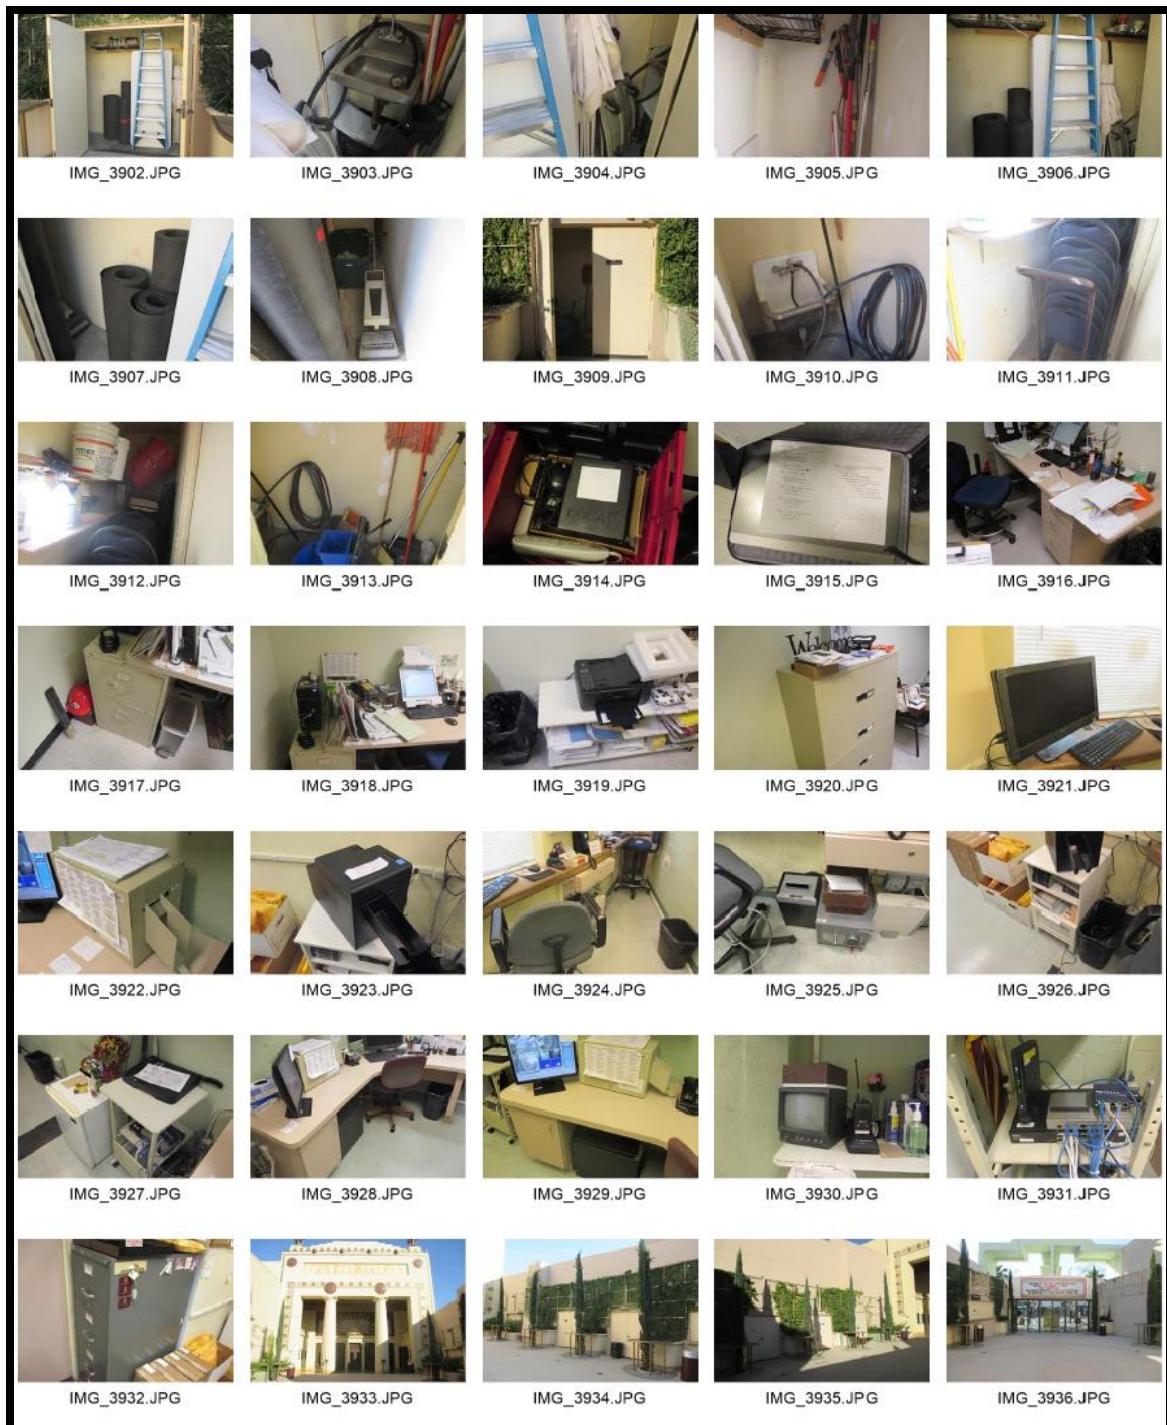 IMG_3902.JPG IMG_3903.JPG IMG_3904.JPG IMG_3905.JPG IMG_3906.JPG
IMG_3907.JPG IMG_3908.JPG IMG_3909.JPG IMG_3910.JPG IMG_3911.JPG
IMG_3912.JPG IMG_3913.JPG IMG_3914.JPG IMG_3915.JPG IMG_3916.JPG
Welcome
IMG_3917.JPG IMG_3918.JPG IMG_3919.JPG IMG_3920.JPG IMG_3921.JPG
IMG_3922.JPG IMG_3923.JPG IMG_3924.JPG IMG_3925.JPG IMG_3926.JPG
IMG_3927.JPG IMG_3928.JPG IMG_3929.JPG IMG_3930.JPG IMG_3931.JPG
IMG_3932.JPG IMG_3933.JPG IMG_3934.JPG IMG_3935.JPG IMG_3936.JPG